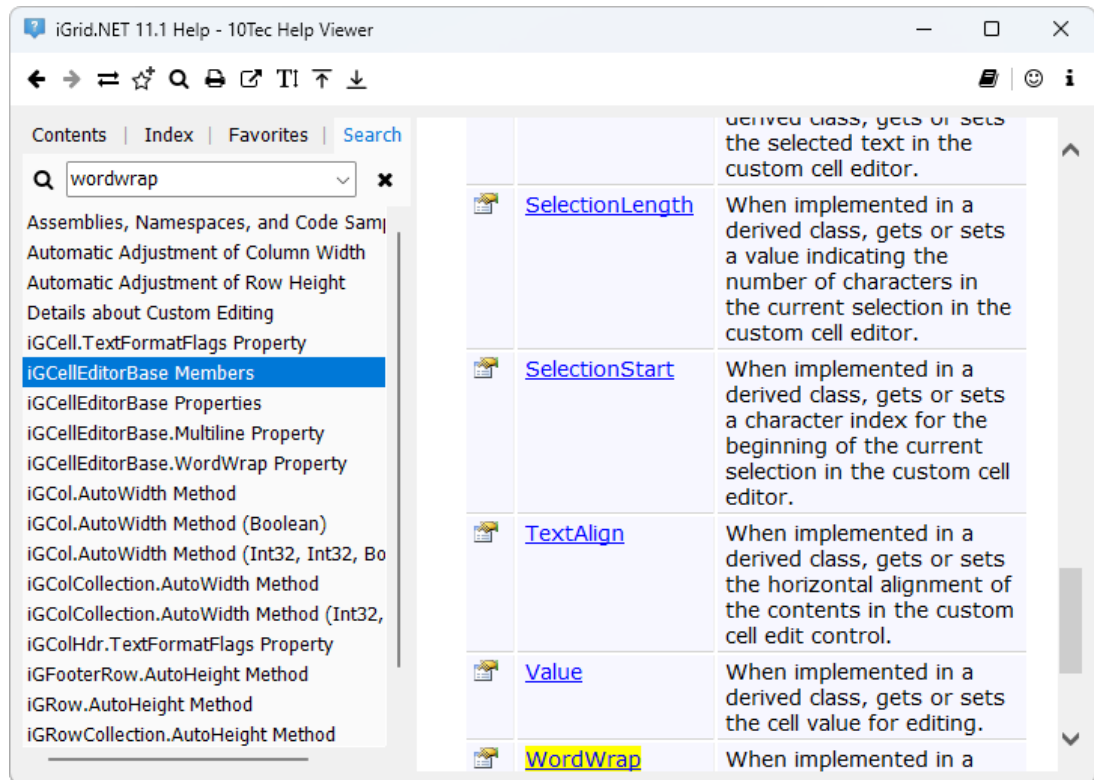 iGrid.NET 11.1 Help - 10Tec Help Viewer
Contents | Index | Favorites | Search
wordwrap
Assemblies, Namespaces, and Code Sam
Automatic Adjustment of Column Width
Automatic Adjustment of Row Height
Details about Custom Editing
iGCell.TextFormatFlags Property
iGCellEditorBase Members
iGCellEditorBase Properties
iGCellEditorBase.Multiline Property
iGCellEditorBase.WordWrap Property
iGCol.AutoWidth Method
iGCol.AutoWidth Method (Boolean)
iGCol.AutoWidth Method (Int32, Int32, Bo
iGColCollection.AutoWidth Method
iGColCollection.AutoWidth Method (Int32,
iGColHdr.TextFormatFlags Property
iGFooterRow.AutoHeight Method
iGRow.AutoHeight Method
iGRowCollection.AutoHeight Method
derived class, gets or sets
the selected text in the
custom cell editor.
SelectionLength
When implemented in a
derived class, gets or sets
a value indicating the
number of characters in
the current selection in the
custom cell editor.
SelectionStart
When implemented in a
derived class, gets or sets
a character index for the
beginning of the current
selection in the custom cell
editor.
TextAlign
When implemented in a
derived class, gets or sets
the horizontal alignment of
the contents in the custom
cell edit control.
Value
When implemented in a
derived class, gets or sets
the cell value for editing.
WordWrap
When implemented in a